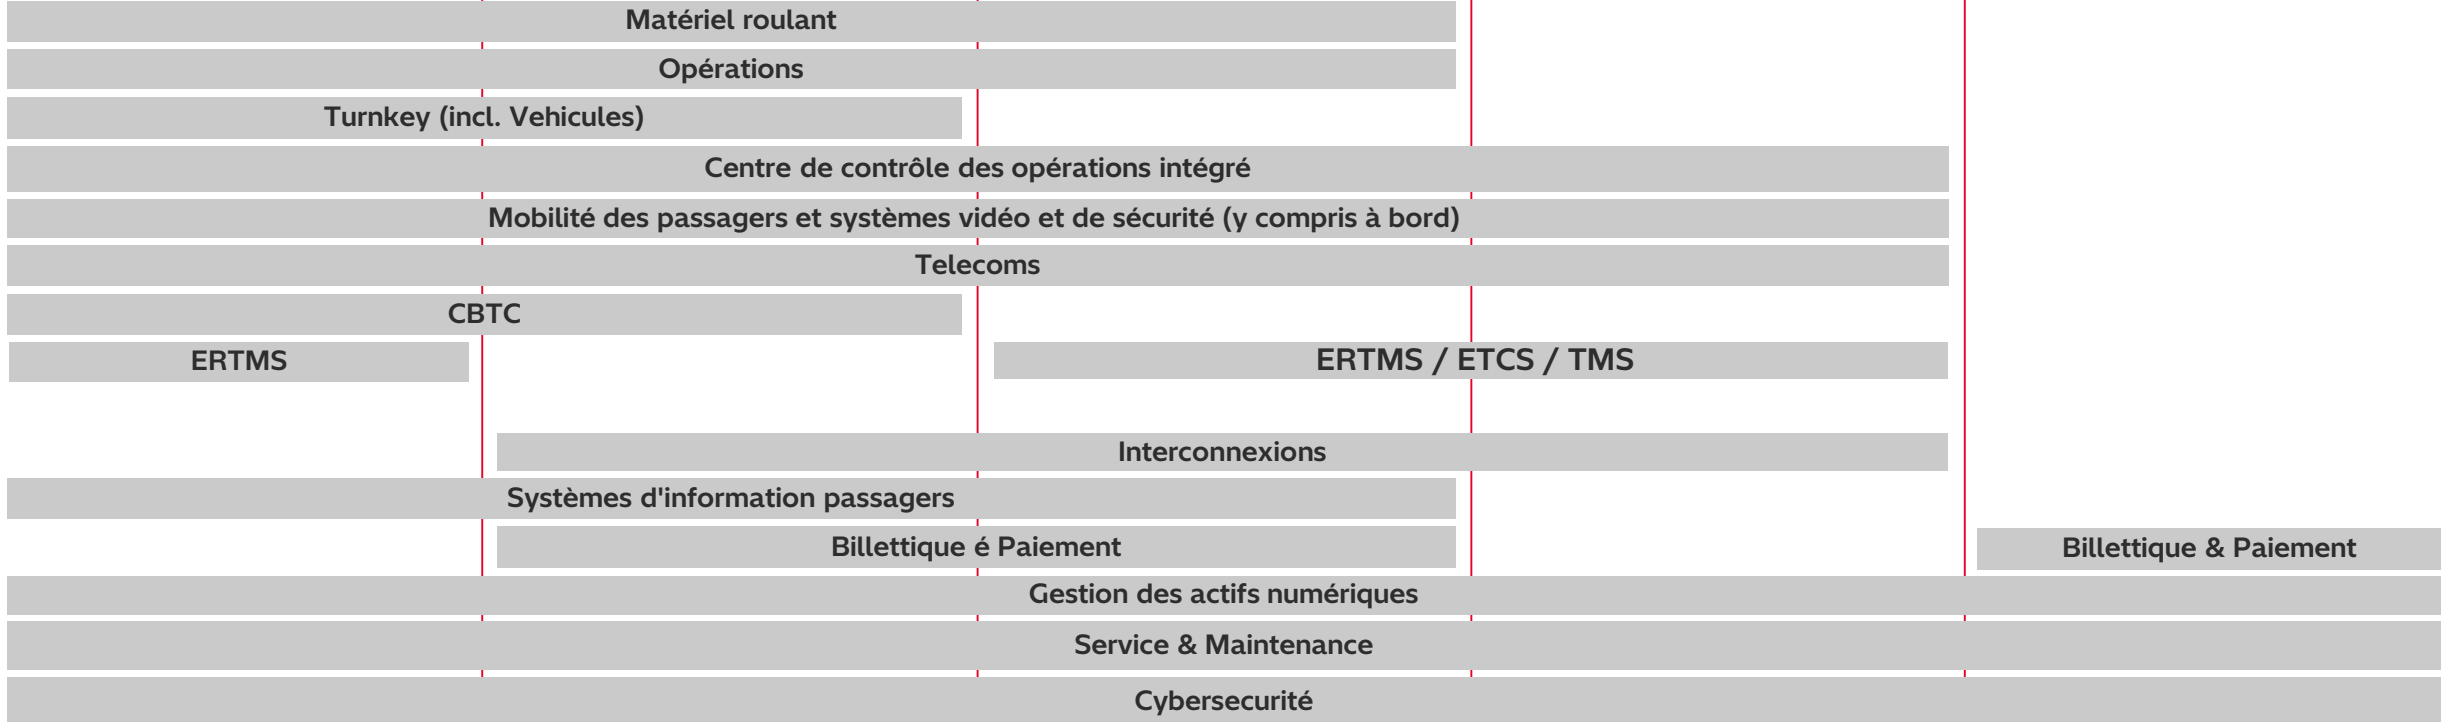 Matériel roulant
Opérations
Turnkey (incl. Vehicules)
Centre de contrôle des opérations intégré
Mobilité des passagers et systèmes vidéo et de sécurité (y compris à bord)
Telecoms
CBTC
ERTMS
ERTMS / ETCS / TMS
Interconnexions
Systèmes d'information passagers
Billettique é Paiement
Billettique & Paiement
Gestion des actifs numériques
Service & Maintenance
Cybersecurité